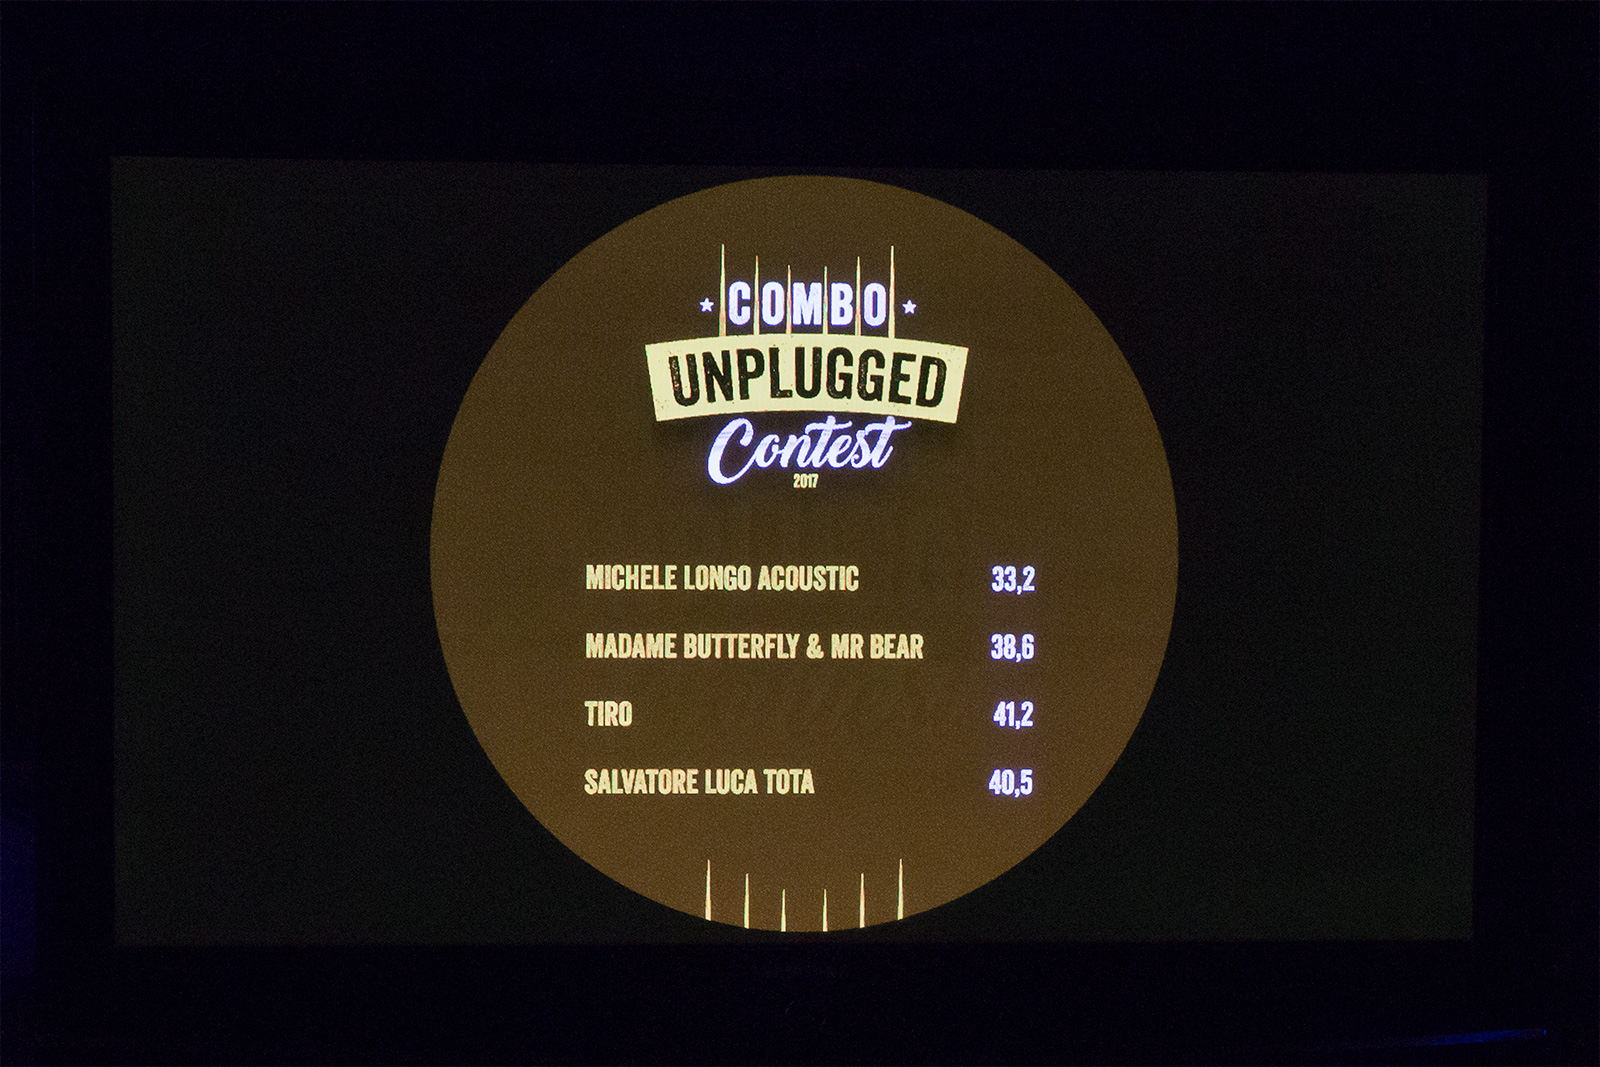 COMBO
UNPLUGGED
Contest
2017
MICHELE LONGO ACOUSTIC 33,2
MADAME BUTTERFLY & MR BEAR 38,6
TIRO 41,2
SALVATORE LUCA TOTA 40,5